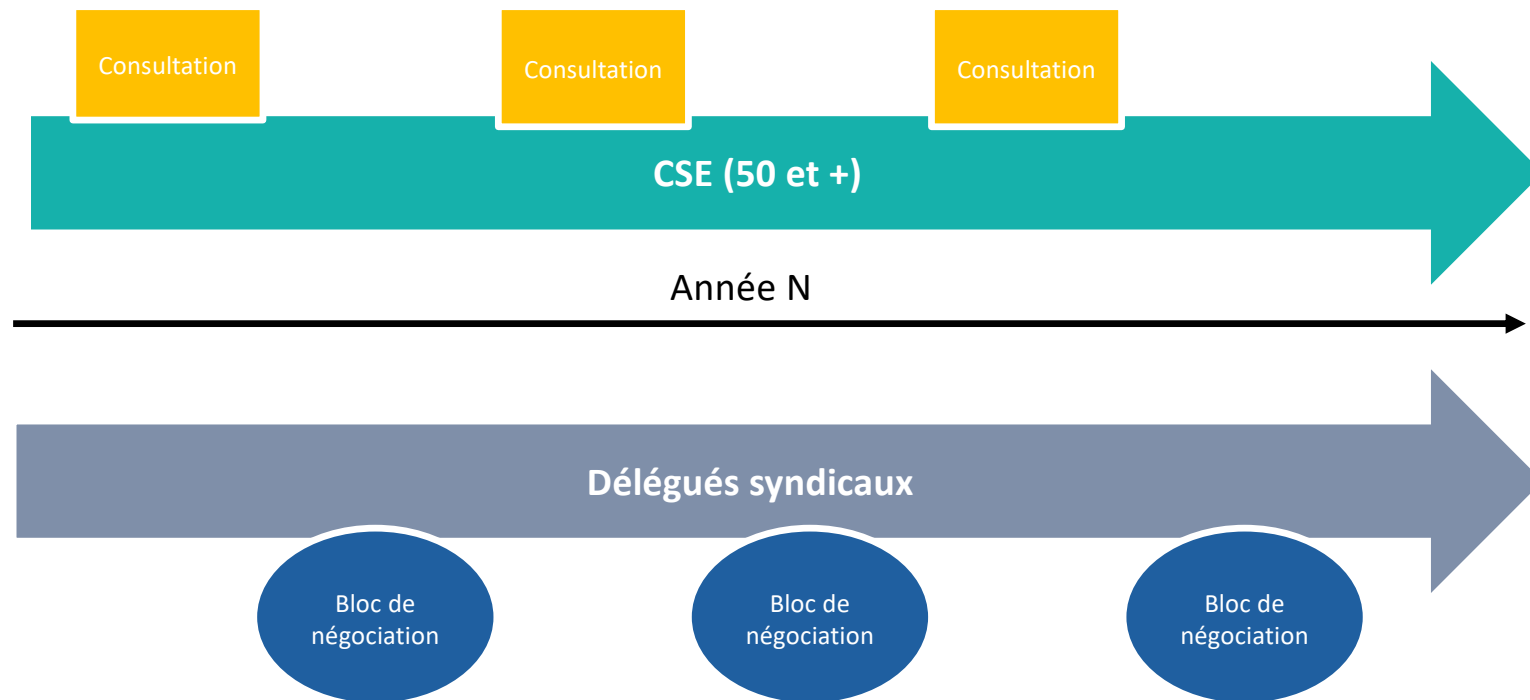 Consultation
Consultation
Consultation
CSE (50 et +)
Année N
Délégués syndicaux
Bloc de
négociation
Bloc de
négociation
Bloc de
négociation